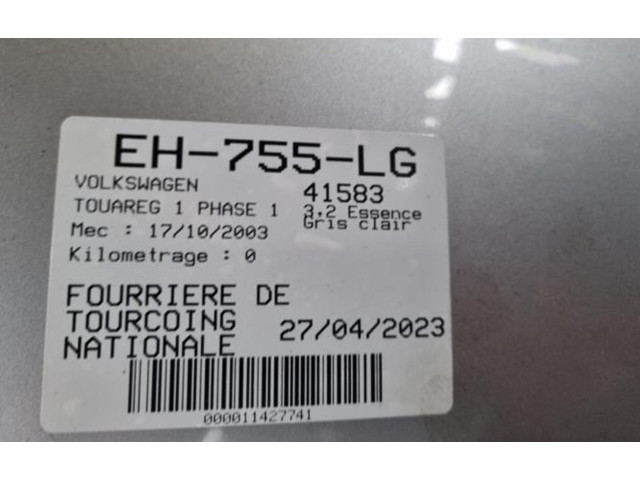 EH-755-LG
VOLKSWAGEN 41583
TOUAREG 1 PHASE 1 3,2 Essence
Mec : 17/10/2003 Gris clair
Kilometrage : 0
FOURRIERE DE
TOURCOING 27/04/2023
NATIONALE
000011427741